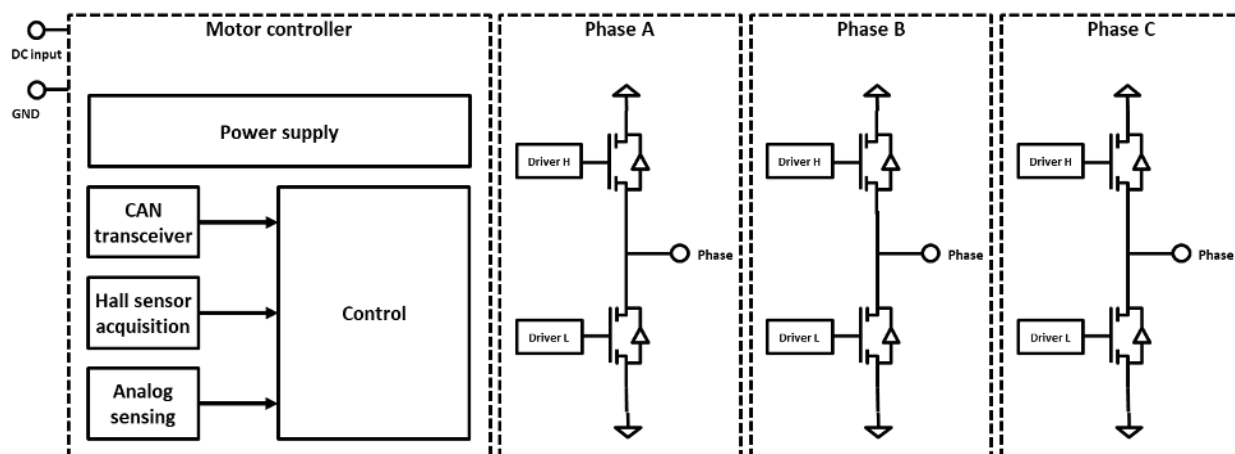 Motor controller
DC input
GND
Power supply
CAN
transceiver
Hall sensor
acquisition
Analog
sensing
Control
Phase A
Driver H
Phase
Driver L
Phase B
Driver H
Phase
Driver L
Phase C
Driver H
Phase
Driver L